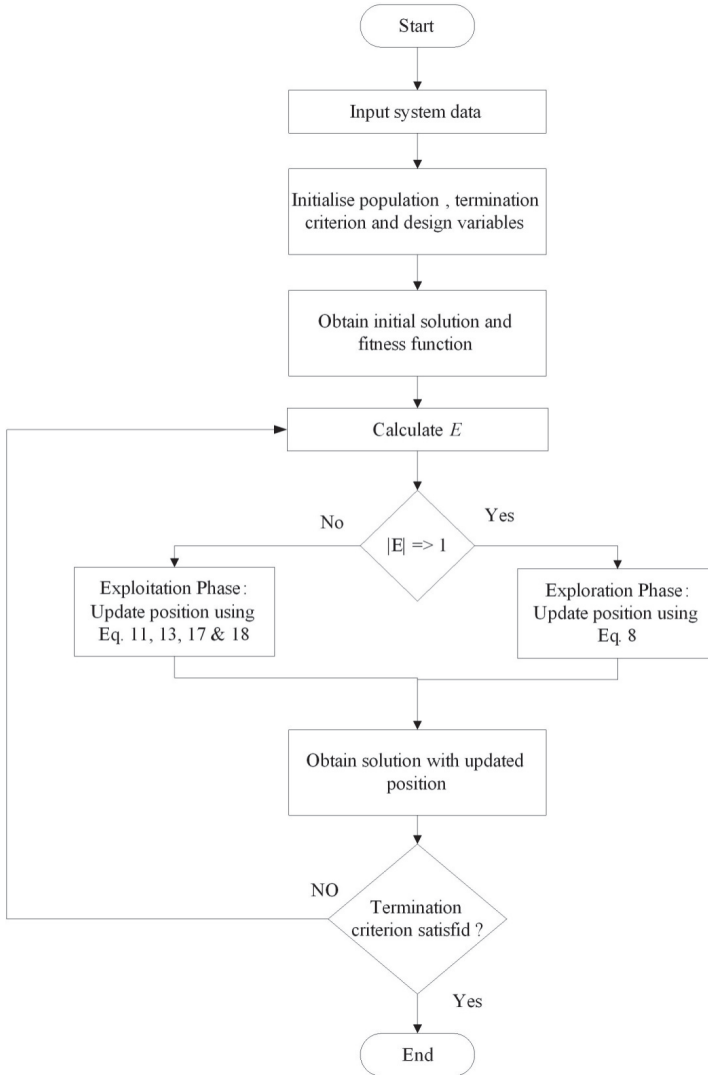 Start
Input system data
Initialise population , termination
criterion and design variables
Obtain initial solution and
fitness function
Calculate E
No
Yes
|E| => 1
Exploitation Phase:
Update position using
Eq. 11, 13, 17 & 18
Exploration Phase:
Update position using
Eq. 8
Obtain solution with updated
position
NO
Termination
criterion satisfid ?
Yes
End